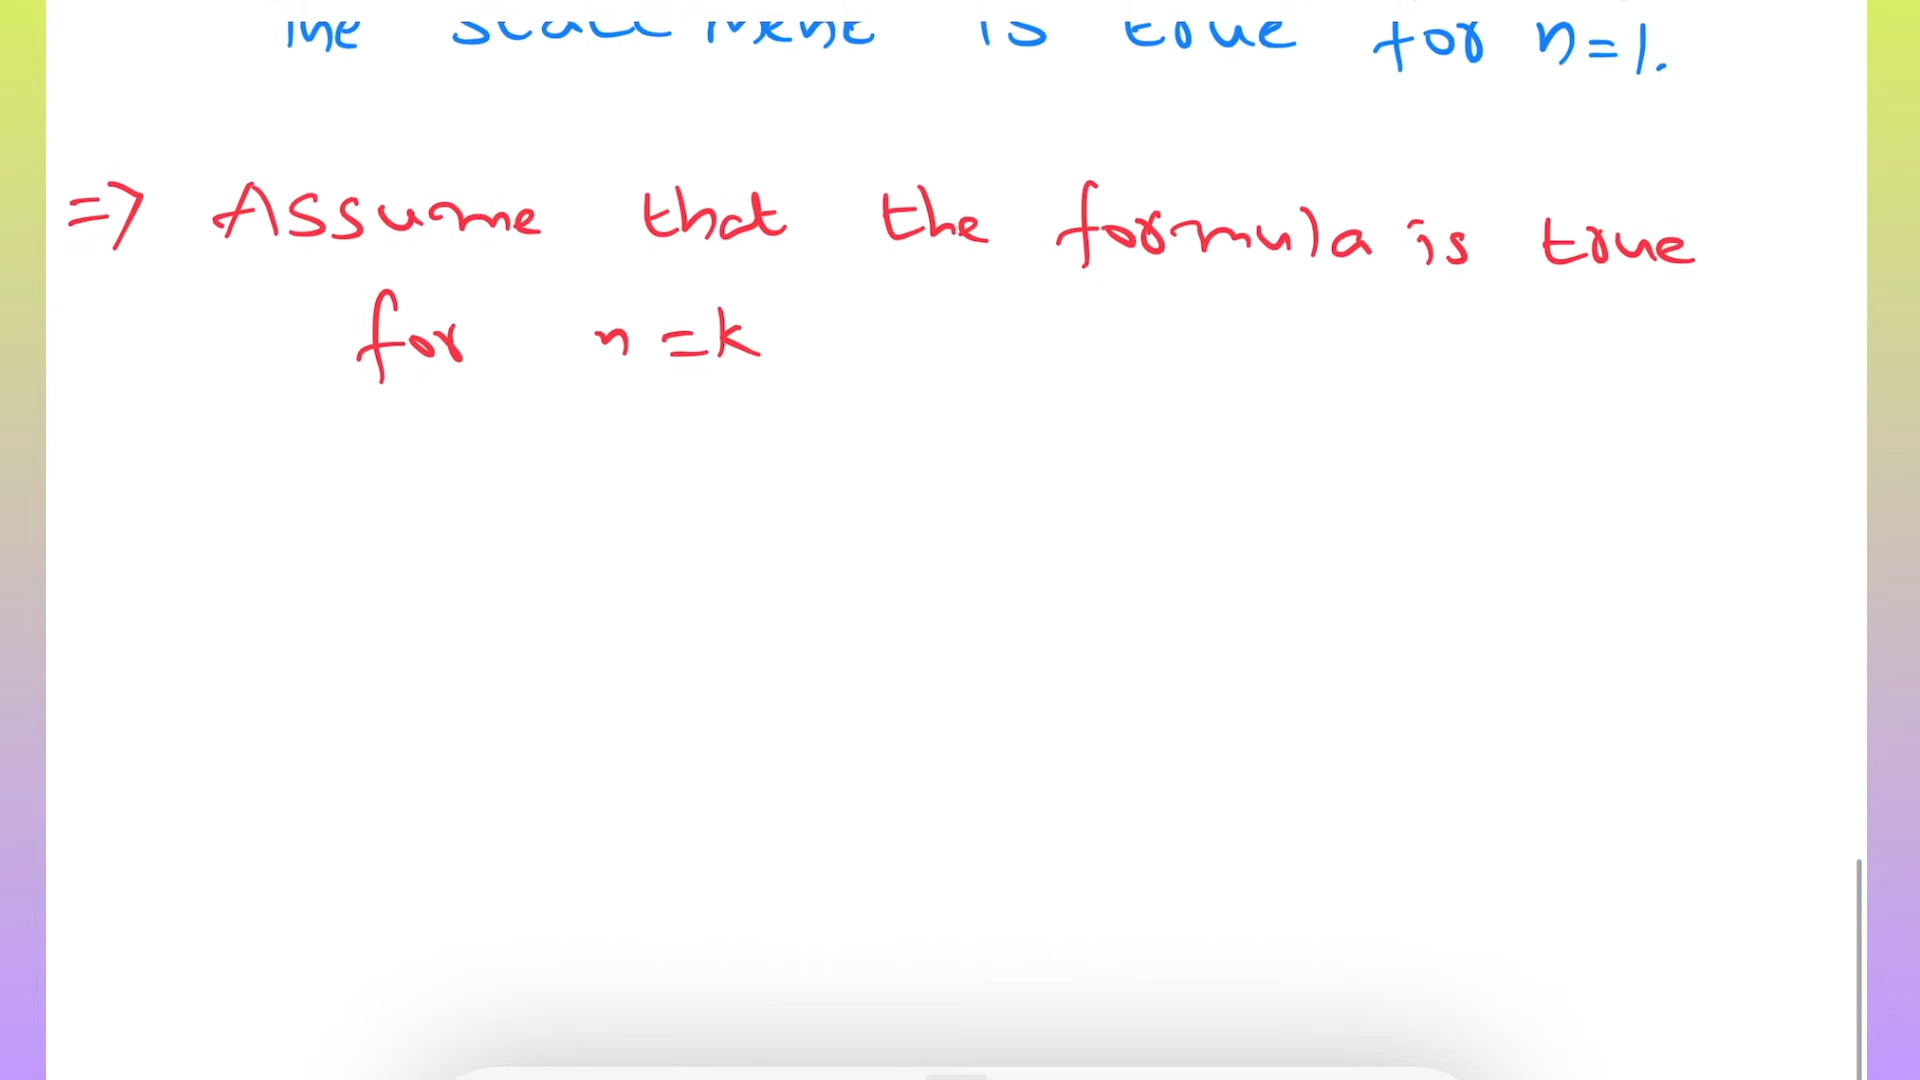 The statement is true for n=1.
=> Assume that the formula is true
for n=k